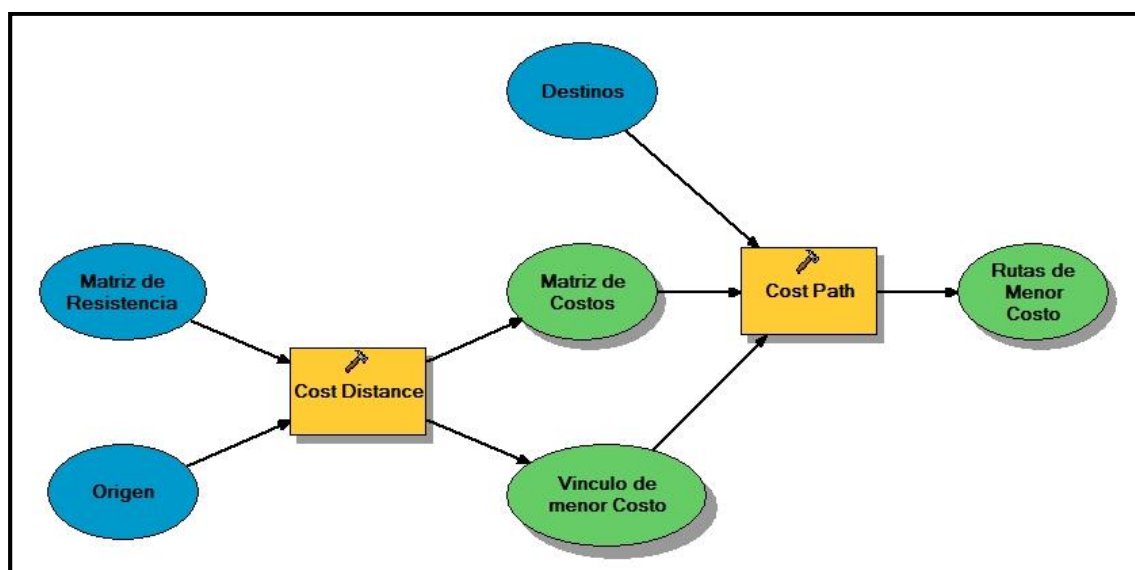 Destinos
Matriz de
Resistencia
Matriz de
Costos
Cost Path
Rutas de
Menor
Costo
Cost Distance
Origen
Vinculo de
menor Costo